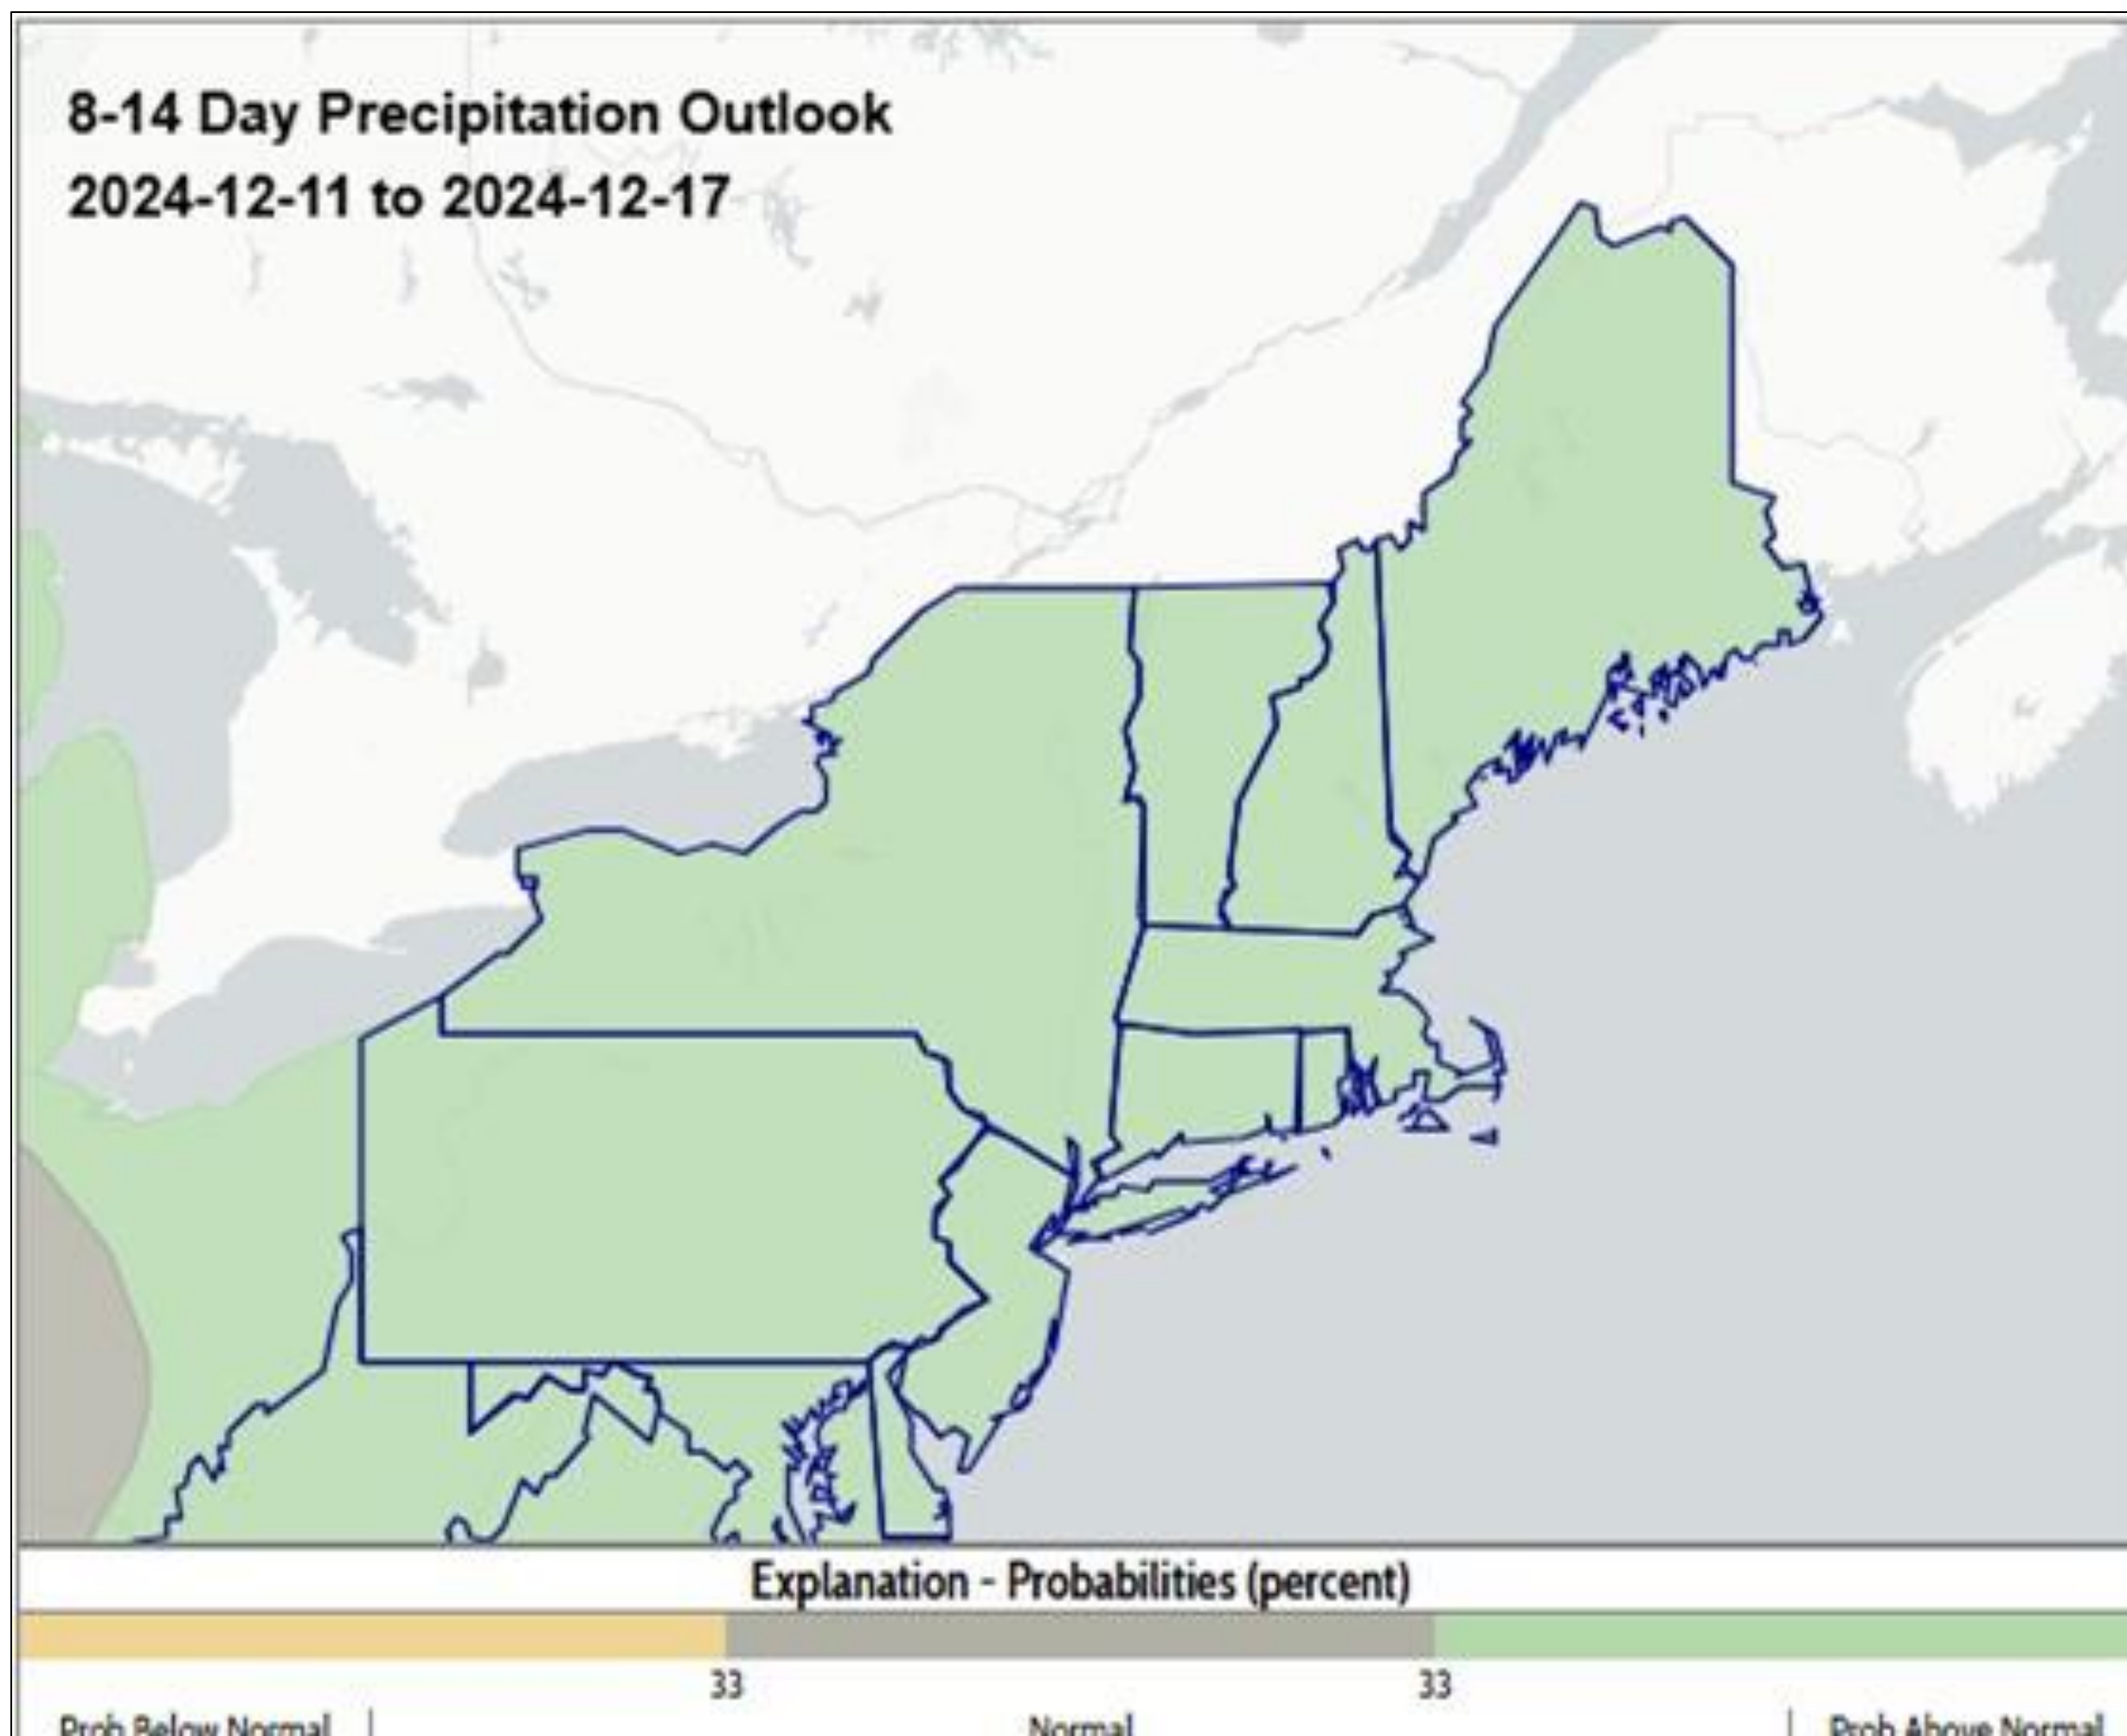 8-14 Day Precipitation Outlook
2024-12-11 to 2024-12-17
Explanation - Probabilities (percent)
33 33
Prob Below Normal Normal Prob Above Normal